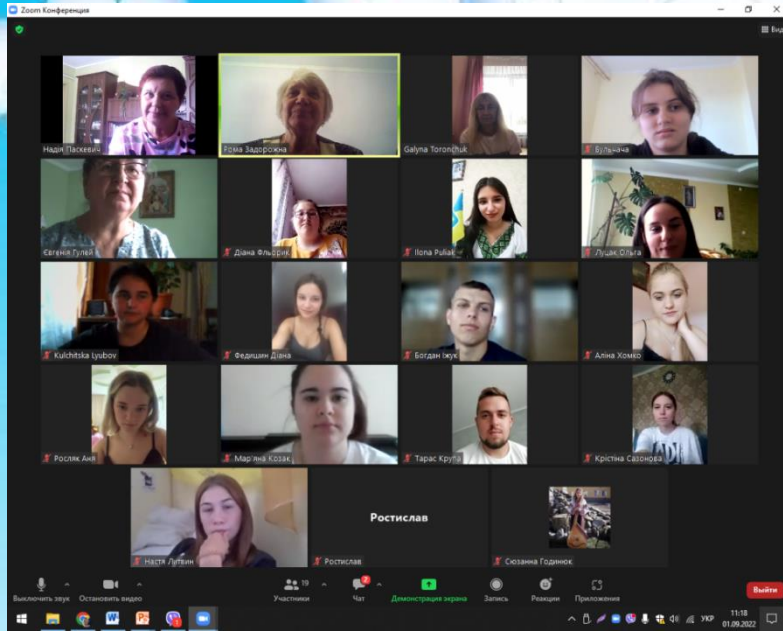 Zoom Конференция
Вид
Надія Паскевич
Рома Задорожна
Galyna Toronchuk
Вульчача
Євгенія Гулей
Діана Фльорик
Ilona Puliak
Луцак Ольга
Kulchitska Lyubov
Федишин Діана
Богдан Іжук
Аліна Хомко
Росляк Аня
Мар'яна Козак
Тарас Крупа
Крістіна Сазонова
Настя Литвин
Ростислав
Ростислав
Сюзанна Годинюк
19
2
Выключить звук
Остановить видео
Участники
Чат
Демонстрация экрана
Запись
Реакции
Приложения
Выйти
УКР
11:18
01.09.2022